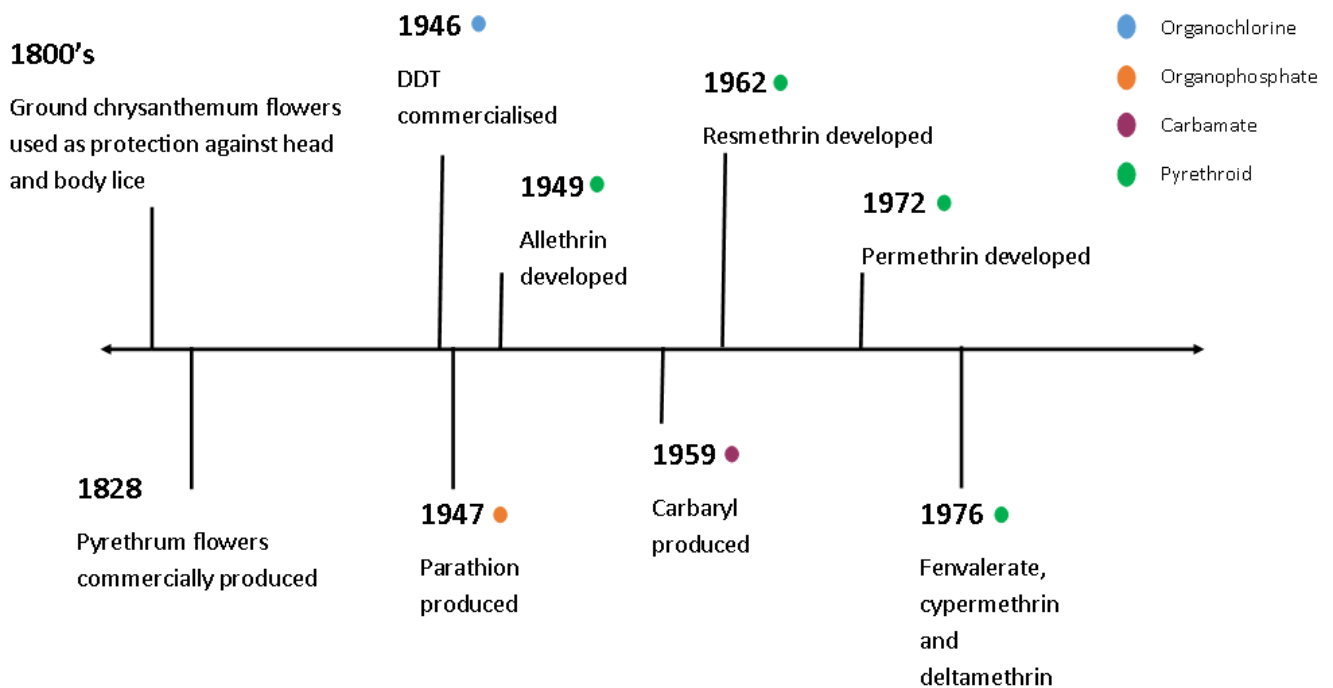 1800's
Ground chrysanthemum flowers
used as protection against head
and body lice
1946
DDT
commercialised
1949
Allethrin
developed
1962
Resmethrin developed
1972
Permethrin developed
Organochlorine
Organophosphate
Carbamate
Pyrethroid
1828
Pyrethrum flowers
commercially produced
1947
Parathion
produced
1959
Carbaryl
produced
1976
Fenvalerate,
cypermethrin
and
deltamethrin